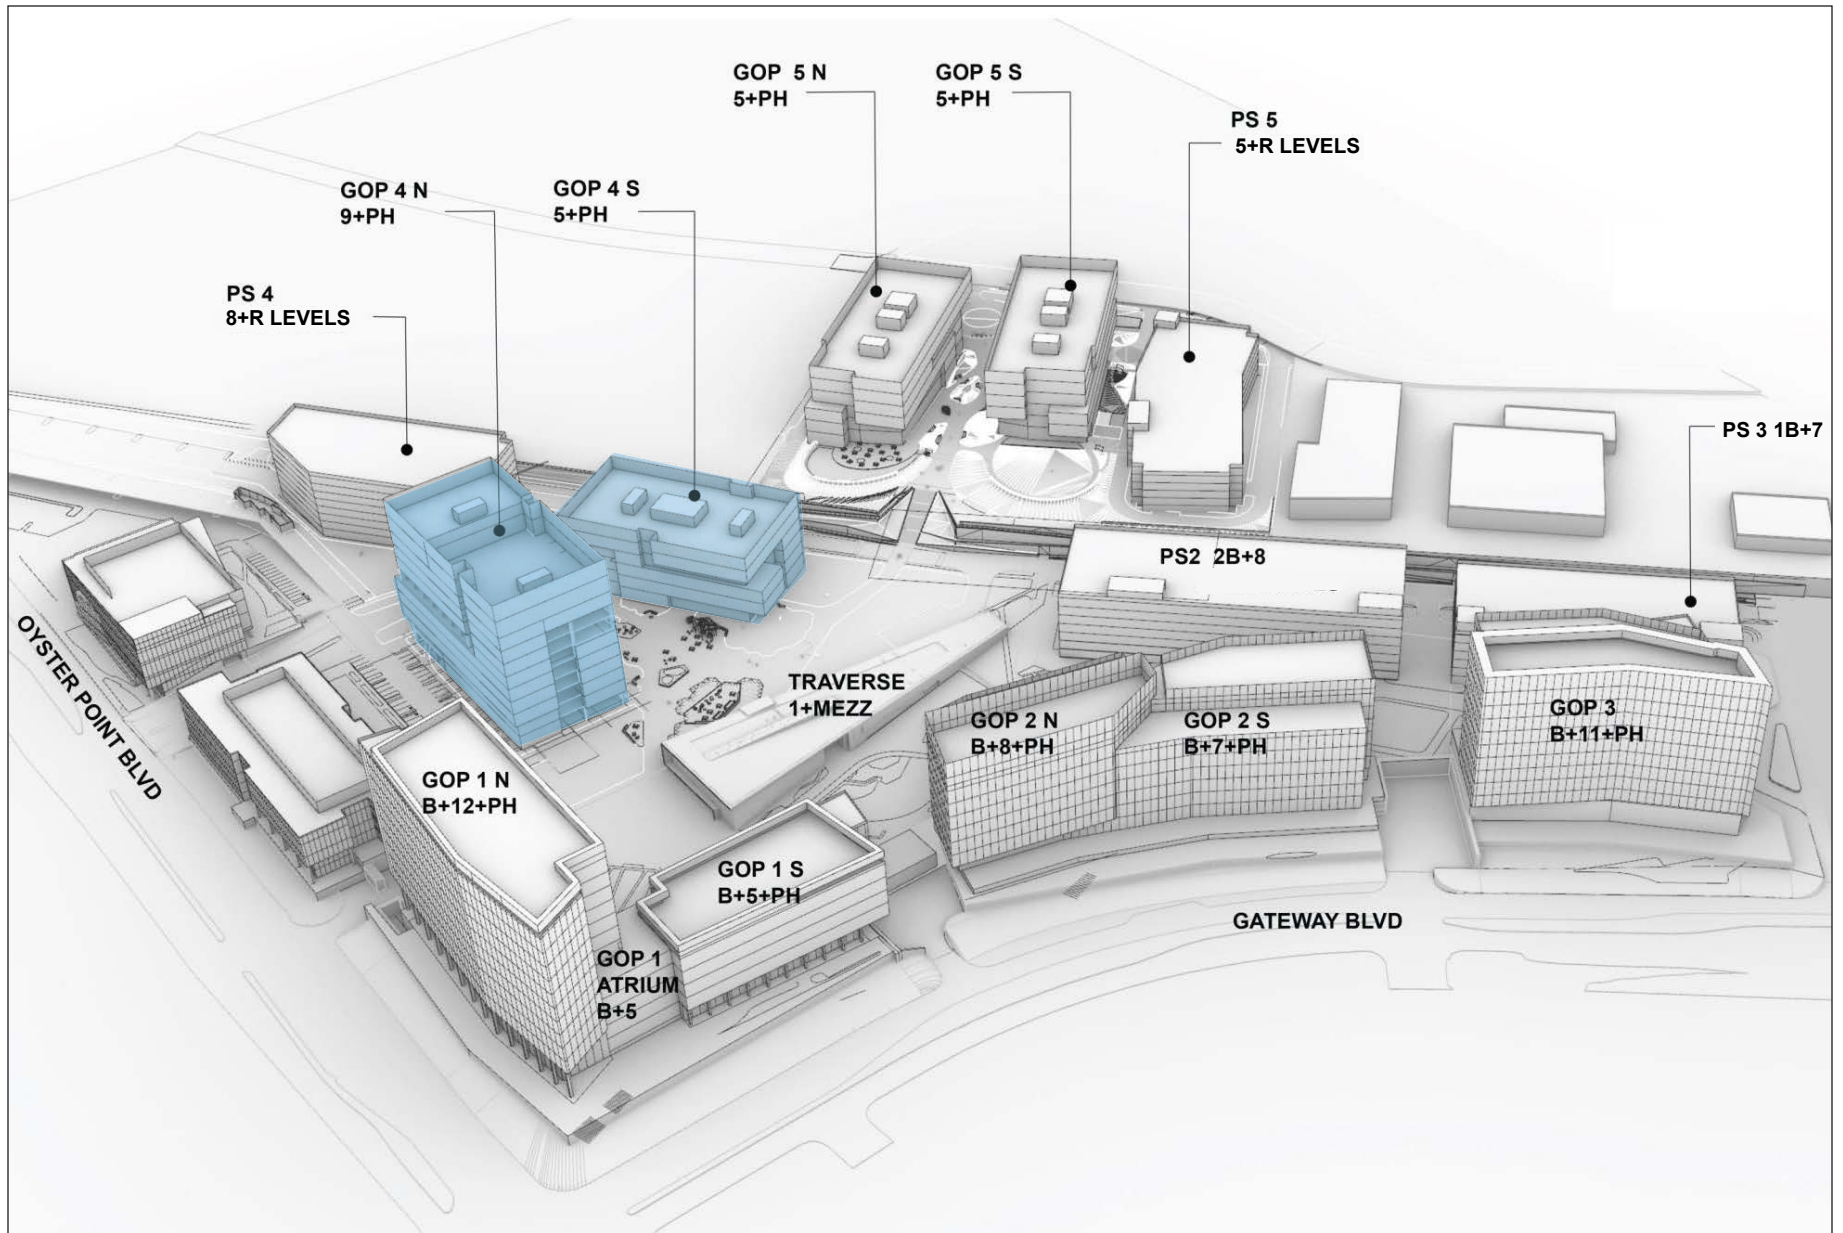 GOP 5 N
5+PH
GOP 5 S
5+PH
PS 5
5+R LEVELS
GOP 4 N
9+PH
GOP 4 S
5+PH
PS 4
8+R LEVELS
PS 3 1B+7
PS2 2B+8
OYSTER POINT BLVD
TRAVERSE
1+MEZZ
GOP 2 N
B+8+PH
GOP 2 S
B+7+PH
GOP 3
B+11+PH
GOP 1 N
B+12+PH
GOP 1 S
B+5+PH
GATEWAY BLVD
GOP 1
ATRIUM
B+5